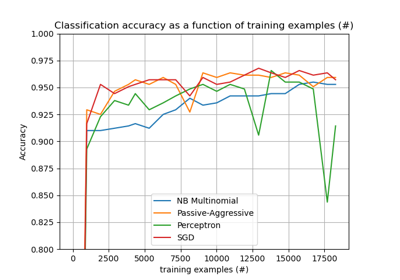 Classification accuracy as a function of training examples (#)
1.000
0.975
0.950
0.925
0.900
0.875
0.850
0.825
0.800
Accuracy
NB Multinomial
Passive-Aggressive
Perceptron
SGD
0 2500 5000 7500 10000 12500 15000 17500
training examples (#)